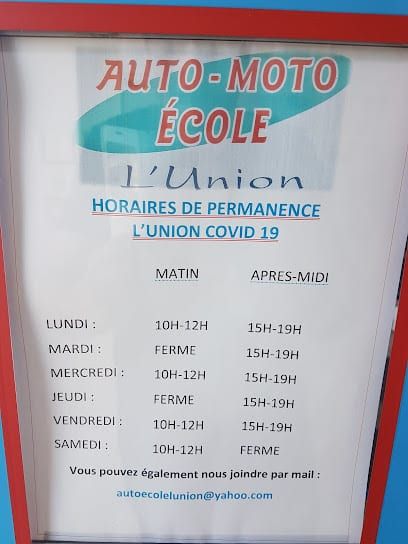 AUTO-MOTO
ÉCOLE
L'Union
HORAIRES DE PERMANENCE
L'UNION COVID 19
MATIN APRES-MIDI
LUNDI : 10H-12H 15H-19H
MARDI : FERME 15H-19H
MERCREDI : 10H-12H 15H-19H
JEUDI : FERME 15H-19H
VENDREDI : 10H-12H 15H-19H
SAMEDI : 10H-12H FERME
Vous pouvez également nous joindre par mail :
autoecolelunion@yahoo.com